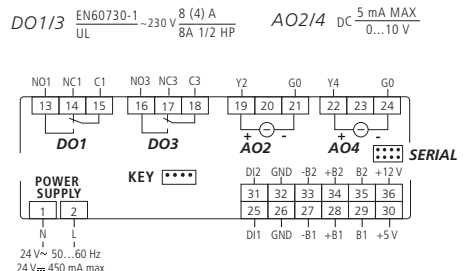 DO1/3 EN60730-1 UL ~230 V 8 (4) A 8A 1/2 HP
AO2/4 DC 5 mA MAX 0...10 V
NO1 NC1 C1 NO3 NC3 C3 Y2 G0 Y4 G0
13 14 15 16 17 18 19 20 21 22 23 24
+ - + -
DO1 DO3 AO2 AO4
SERIAL
KEY
DI2 GND -B2 +B2 B2 +12 V
POWER SUPPLY
31 32 33 34 35 36
1 2 25 26 27 28 29 30
N L DI1 GND -B1 +B1 B1 +5 V
24 V~ 50...60 Hz
24 V⎓ 450 mA max